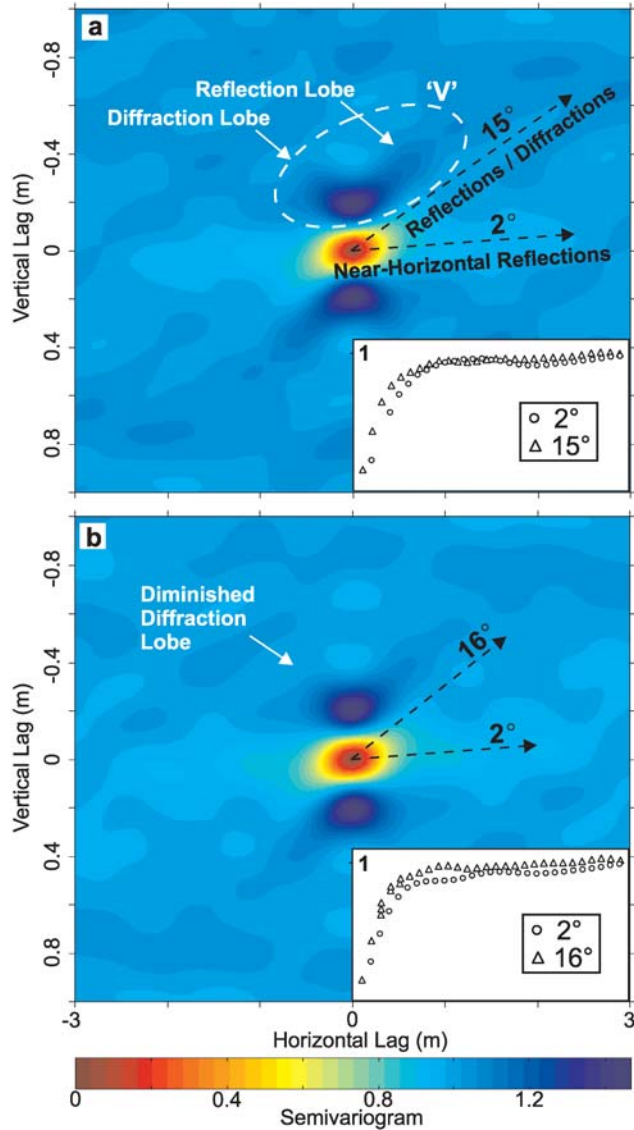 a
-0.8
-0.4
0
0.4
0.8
Vertical Lag (m)
Reflection Lobe
'V'
Diffraction Lobe
15°
Reflections / Diffractions
2°
Near-Horizontal Reflections
1
2°
15°
b
-0.8
-0.4
0
0.4
0.8
Vertical Lag (m)
Diminished
Diffraction
Lobe
16°
2°
1
2°
16°
-3
0
3
Horizontal Lag (m)
0
0.4
0.8
1.2
Semivariogram